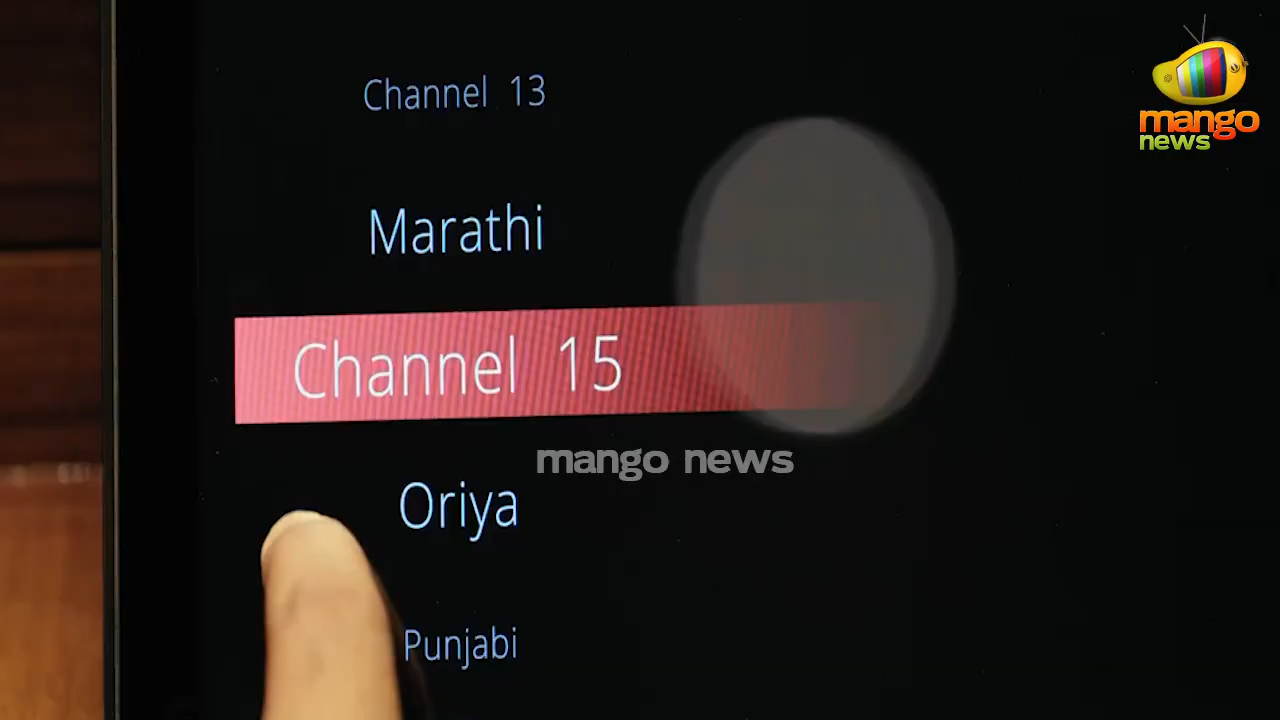 Channel 13
Marathi
Channel 15
Oriya
Punjabi
mango
news
mango news